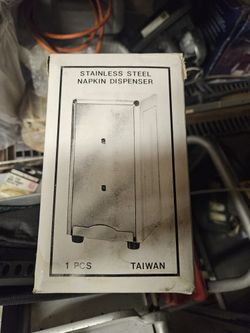 STAINLESS STEEL
NAPKIN DISPENSER
1 PCS TAIWAN